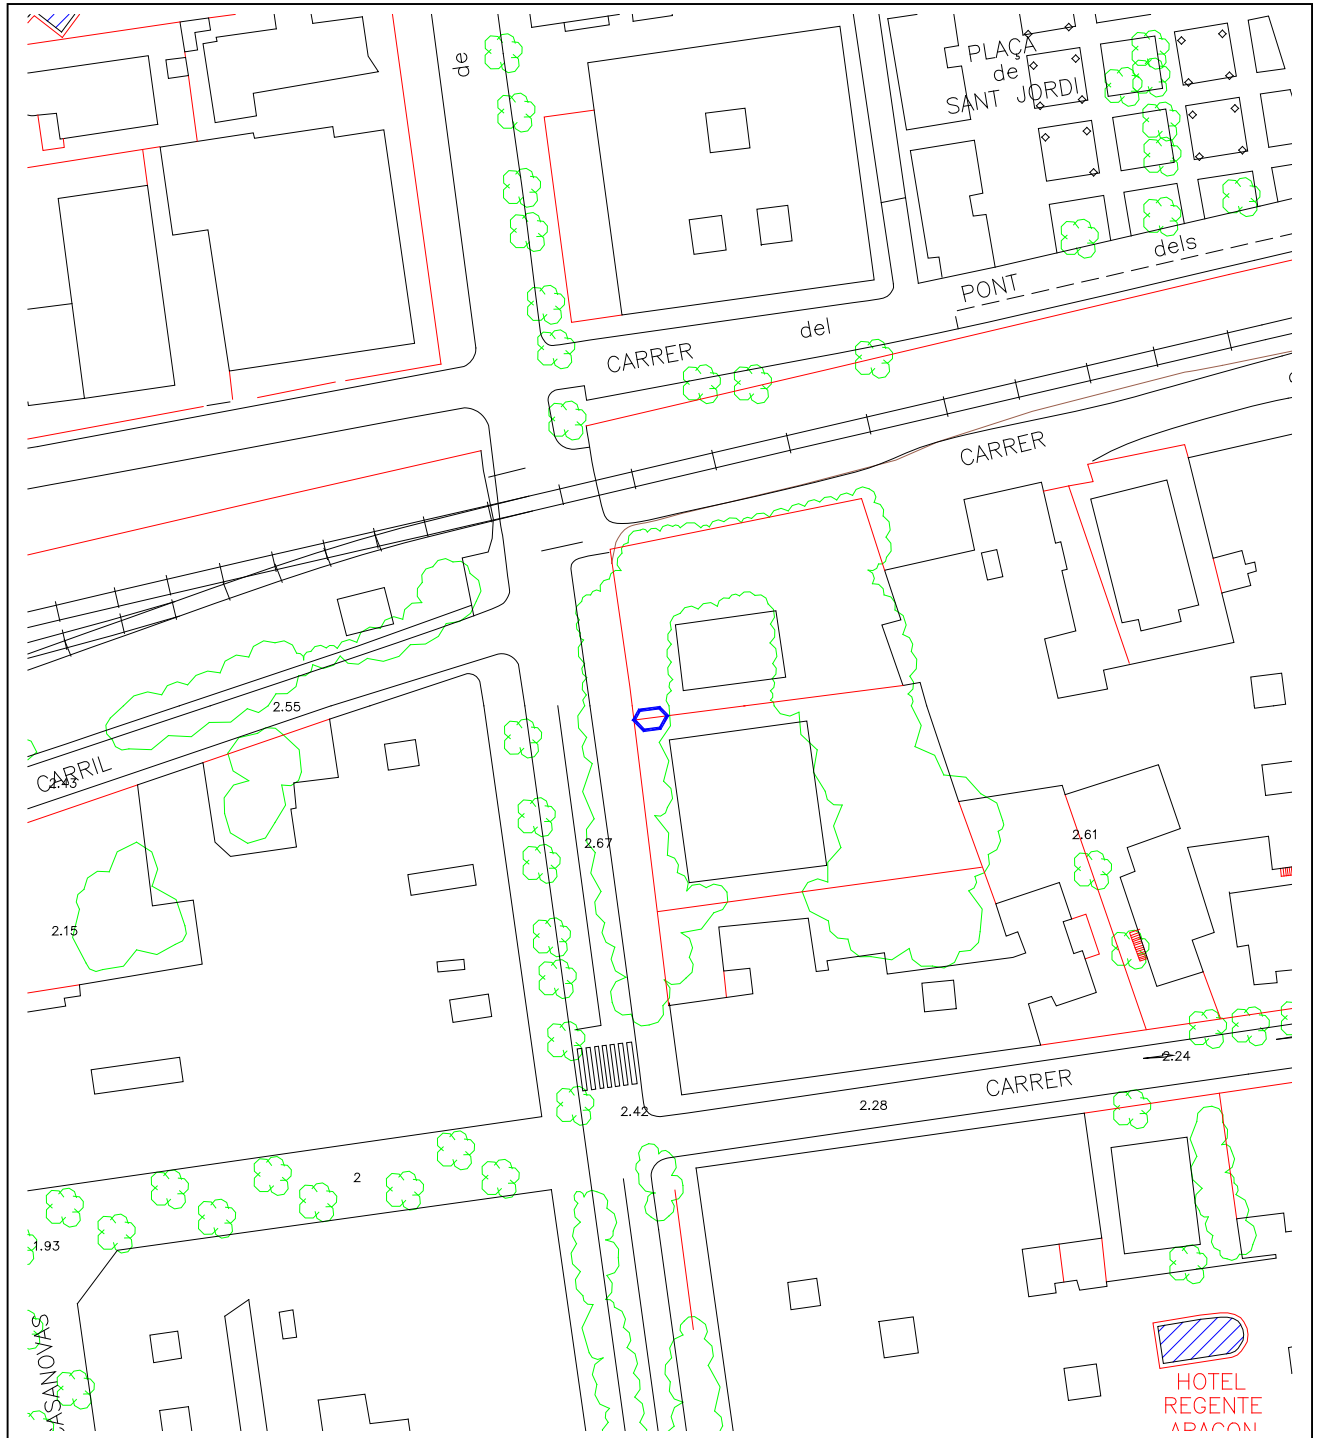 de
PLAÇA
de
SANT JORDI
dels
PONT
del
CARRER
CARRER
2.55
CARRIL
2.43
2.67
2.61
2.15
2.24
CARRER
2.28
2.42
2
1.93
CASANOVAS
HOTEL
REGENTE
ARAGON